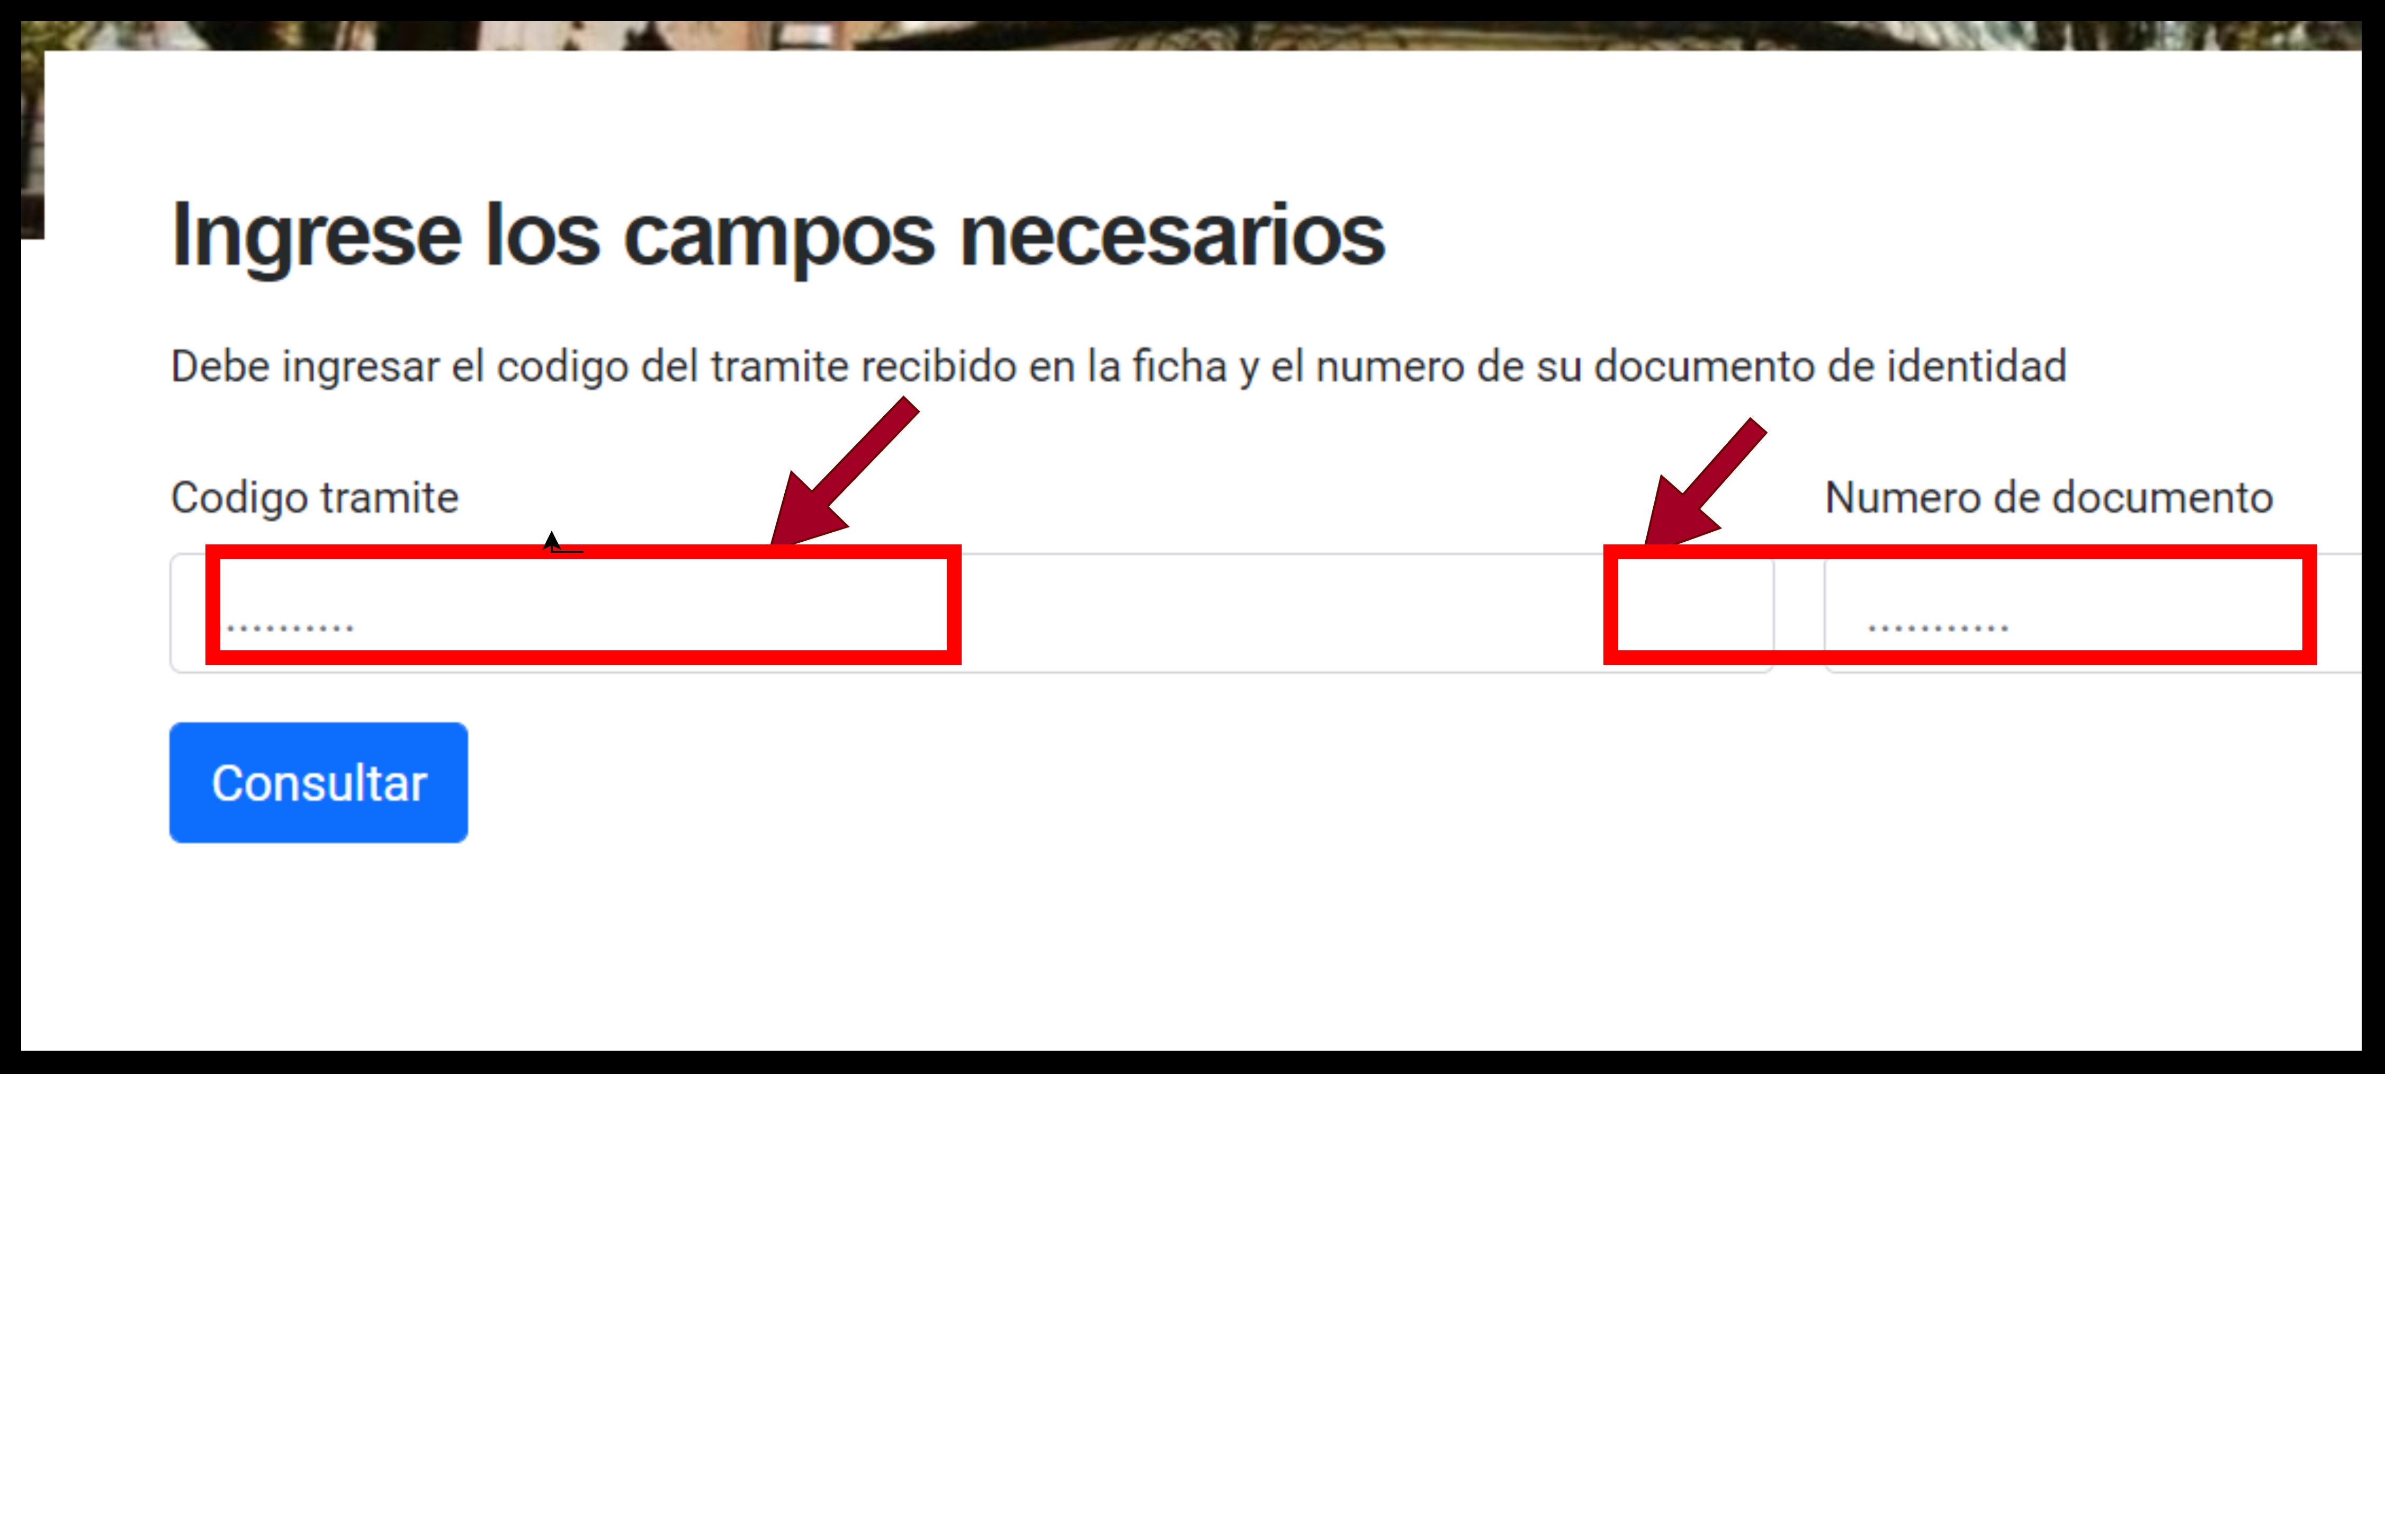 Ingrese los campos necesarios
Debe ingresar el codigo del tramite recibido en la ficha y el numero de su documento de identidad
Codigo tramite
Numero de documento
..........
...........
Consultar